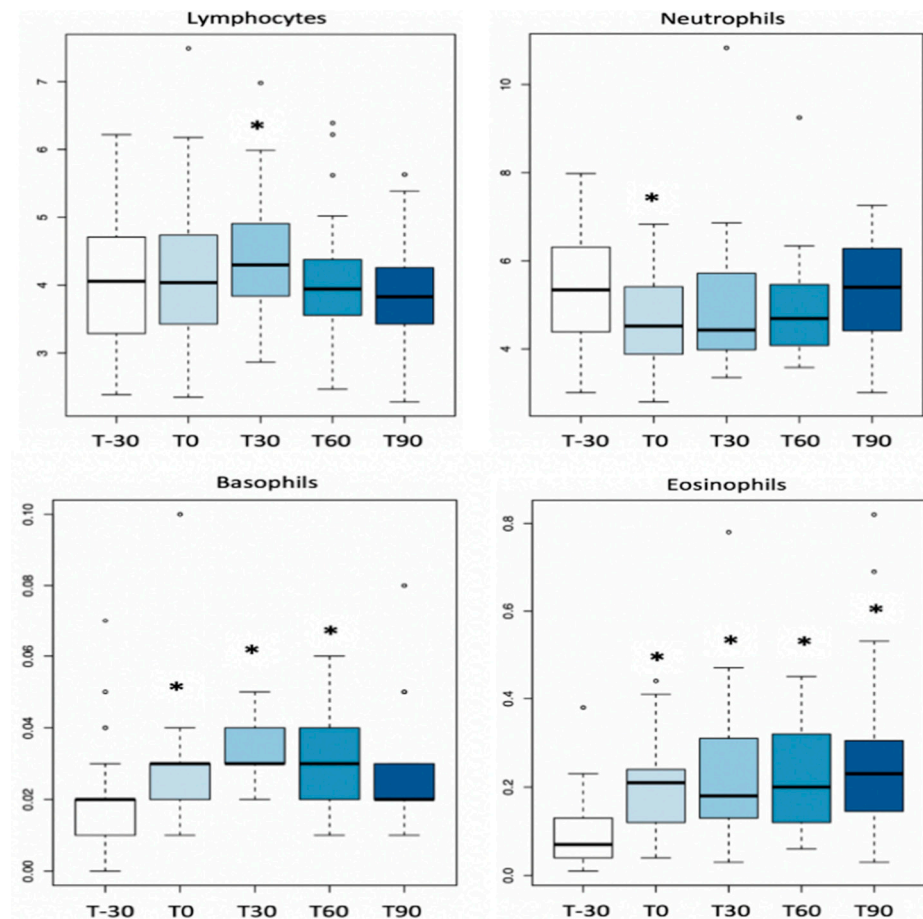 Lymphocytes
7
6
5
4
3
*
T-30 T0 T30 T60 T90
Neutrophils
10
8
6
4
*
T-30 T0 T30 T60 T90
Basophils
0.10
0.08
0.06
0.04
0.02
0.00
* * *
T-30 T0 T30 T60 T90
Eosinophils
0.8
0.6
0.4
0.2
0.0
* * * *
T-30 T0 T30 T60 T90